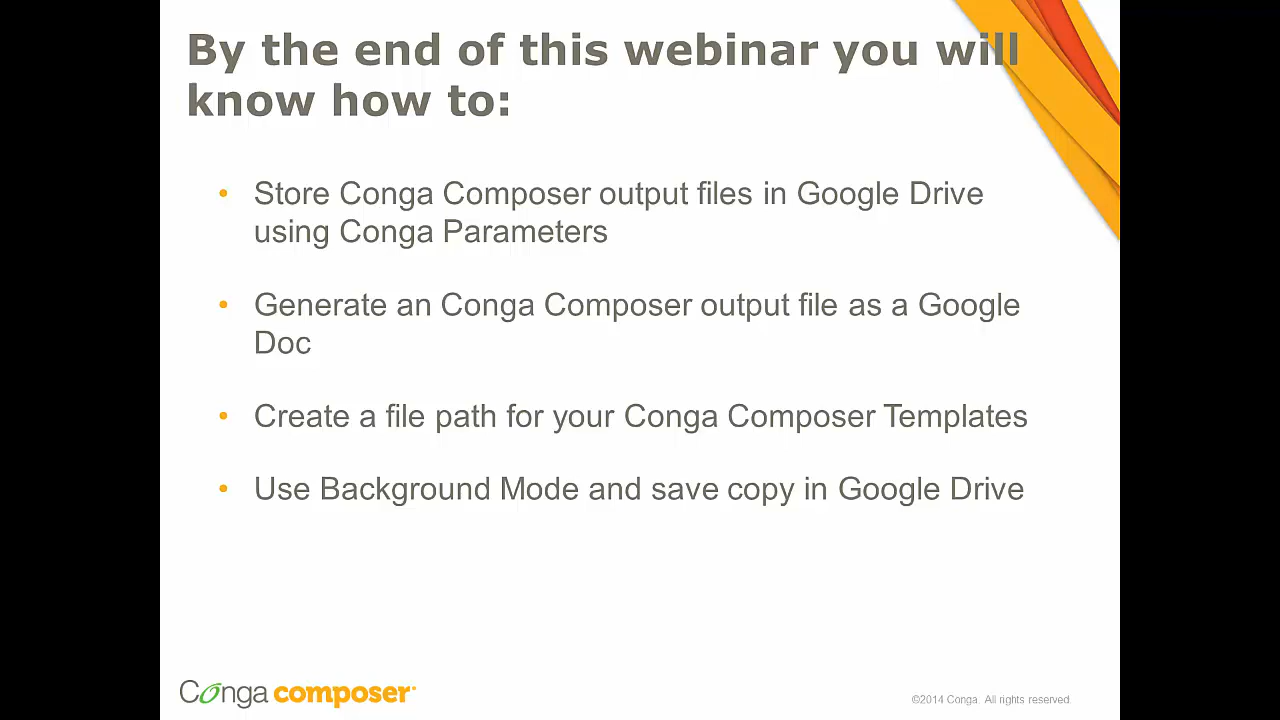 By the end of this webinar you will
know how to:
• Store Conga Composer output files in Google Drive
using Conga Parameters
• Generate an Conga Composer output file as a Google
Doc
• Create a file path for your Conga Composer Templates
• Use Background Mode and save copy in Google Drive
Conga composer
©2014 Conga. All rights reserved.